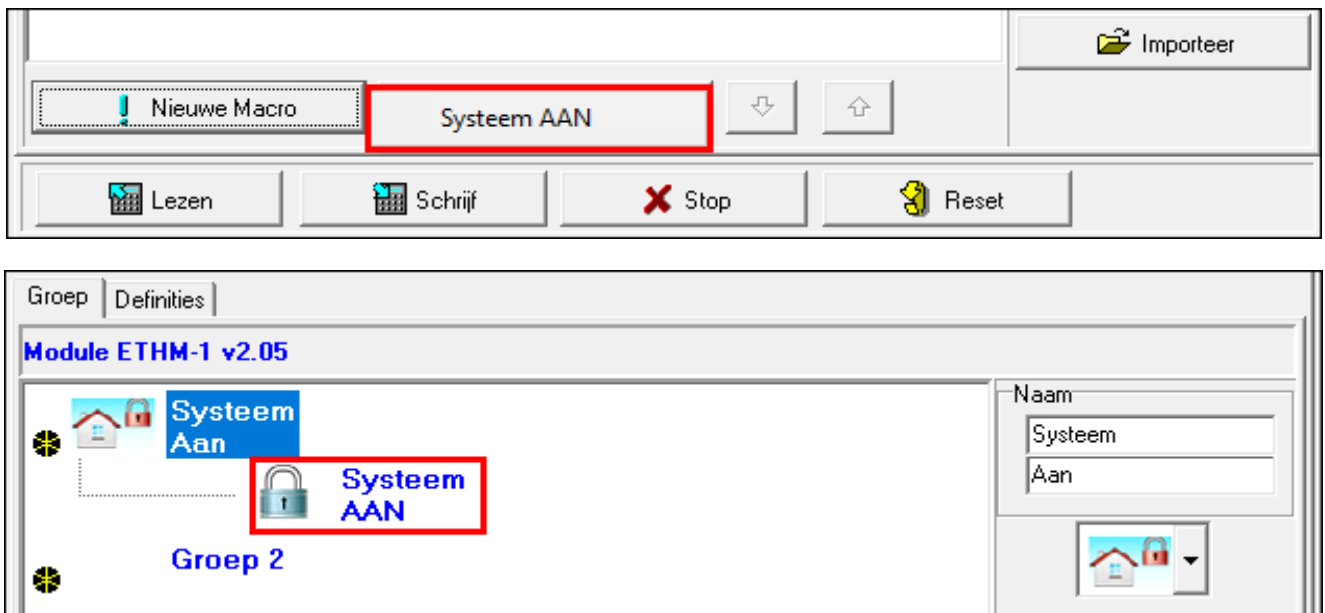 Importeer
Nieuwe Macro
Systeem AAN
Lezen
Schrijf
Stop
Reset
Groep
Definities
Module ETHM-1 v2.05
Systeem
Aan
Systeem
AAN
Groep 2
Naam
Systeem
Aan